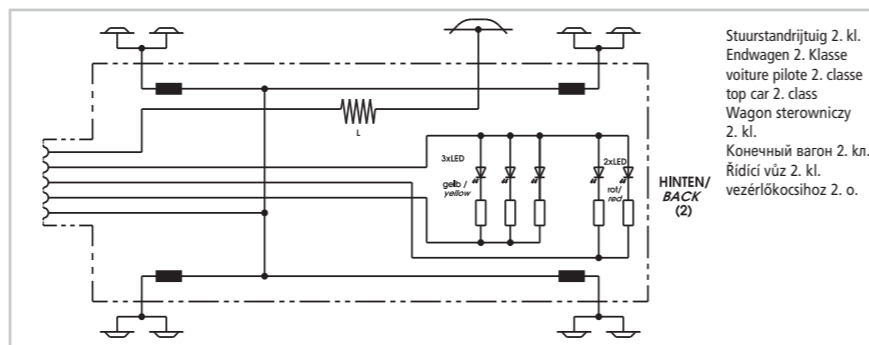 L
3xLED
gelb /
yellow
2xLED
rot/
red
HINTEN/
BACK
(2)
Stuurstandrijtuig 2. kl.
Endwagen 2. Klasse
voiture pilote 2. classe
top car 2. class
Wagon sterowniczy
2. kl.
Конечный вагон 2. кл.
Řídící vůz 2. kl.
vezérlőkocsihoz 2. o.